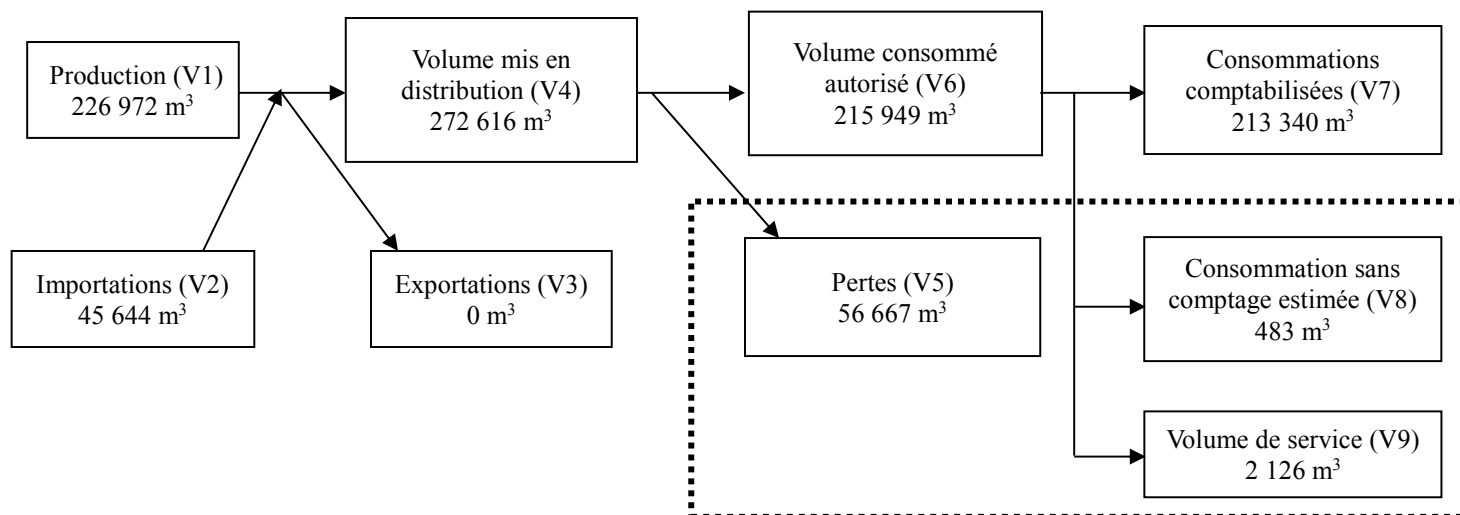 Production (V1)
226 972 m³
Volume mis en
distribution (V4)
272 616 m³
Volume consommé
autorisé (V6)
215 949 m³
Consommations
comptabilisées (V7)
213 340 m³
Importations (V2)
45 644 m³
Exportations (V3)
0 m³
Pertes (V5)
56 667 m³
Consommation sans
comptage estimée (V8)
483 m³
Volume de service (V9)
2 126 m³